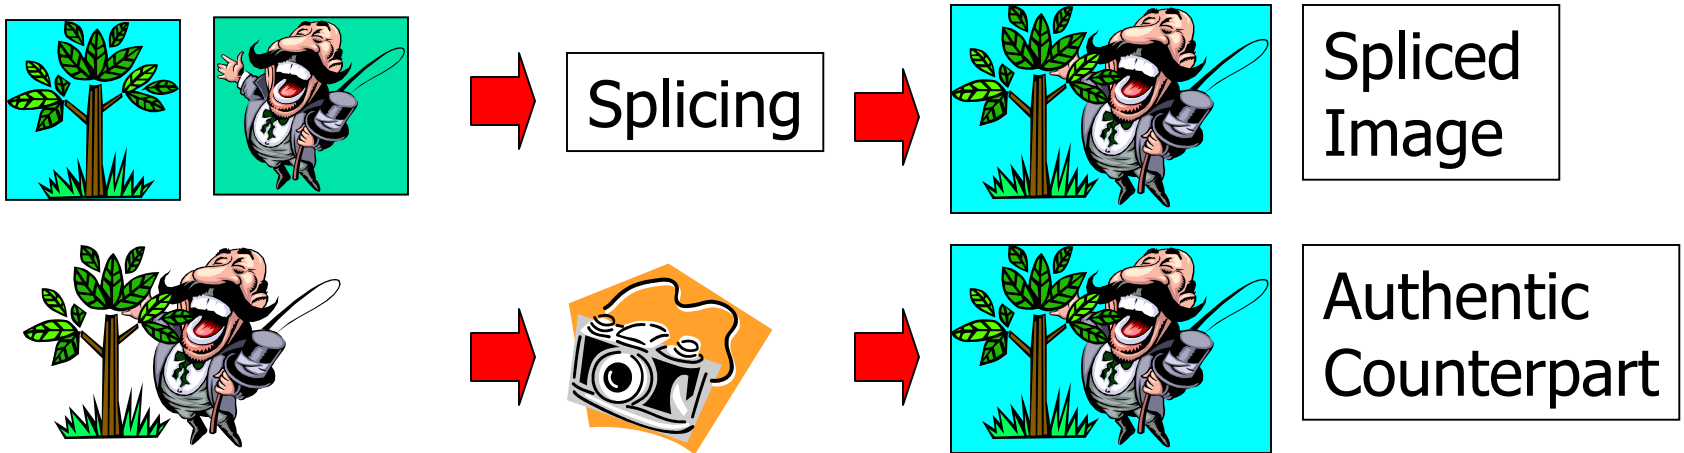 Splicing
Spliced
Image
Authentic
Counterpart